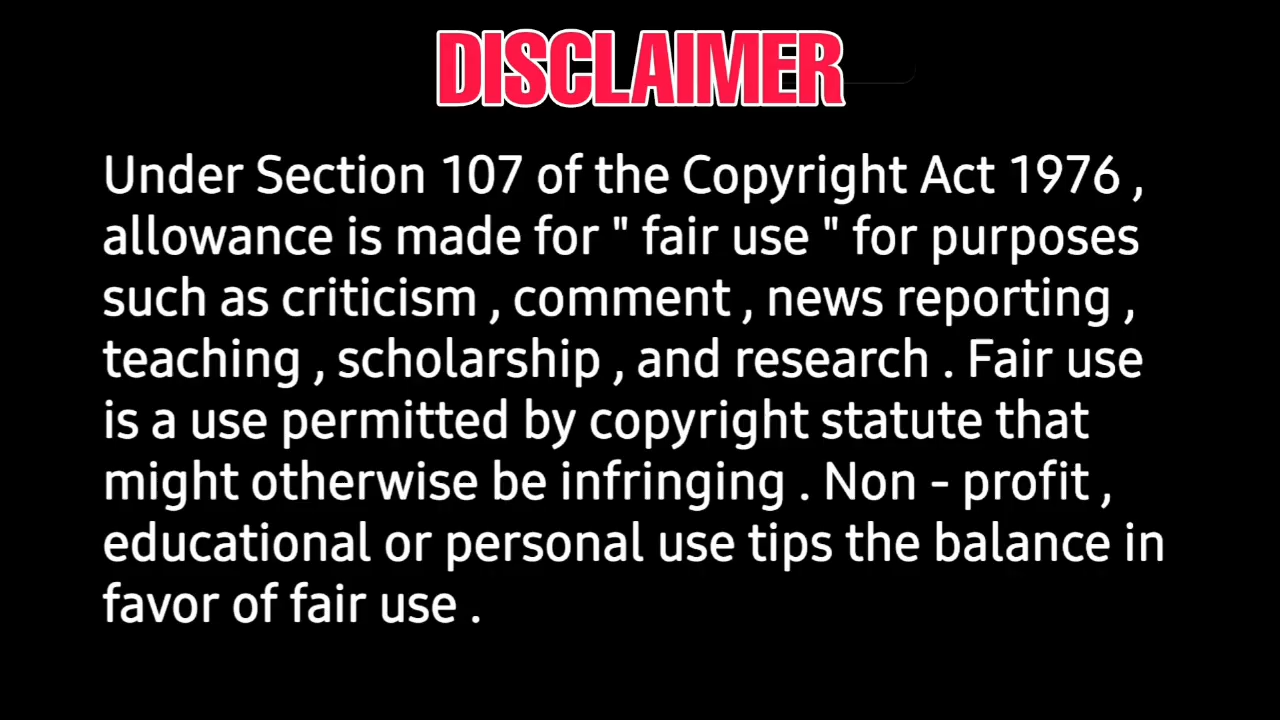 DISCLAIMER
Under Section 107 of the Copyright Act 1976 ,
allowance is made for " fair use " for purposes
such as criticism , comment , news reporting ,
teaching , scholarship , and research . Fair use
is a use permitted by copyright statute that
might otherwise be infringing . Non - profit ,
educational or personal use tips the balance in
favor of fair use .